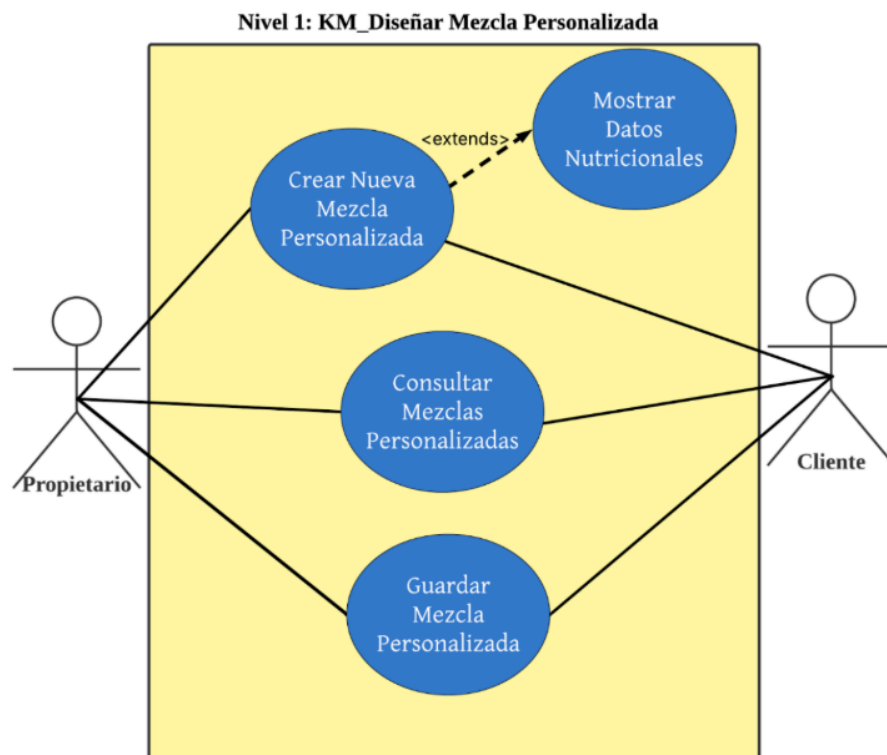 Nivel 1: KM_Diseñar Mezcla Personalizada
Mostrar
Datos
Nutricionales
<extends>
Crear Nueva
Mezcla
Personalizada
Consultar
Mezclas
Personalizadas
Propietario
Cliente
Guardar
Mezcla
Personalizada